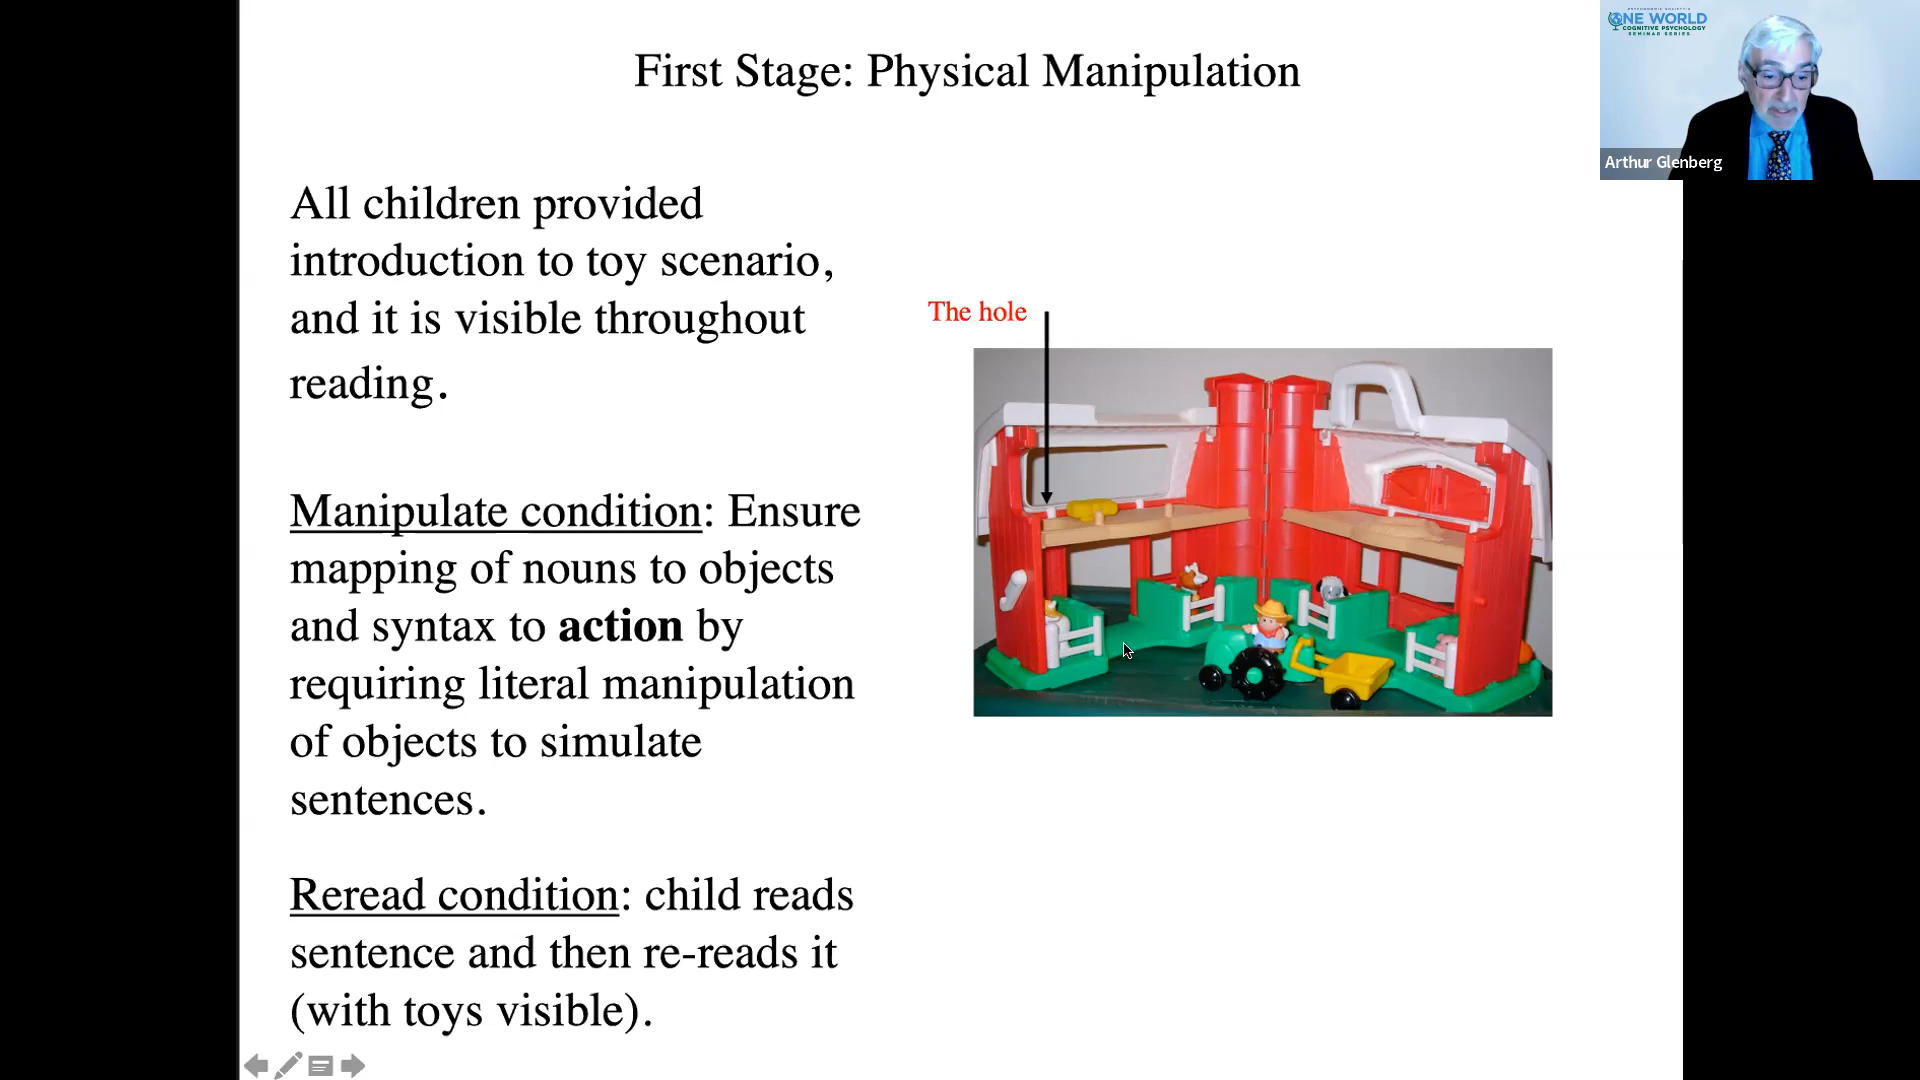 First Stage: Physical Manipulation
PSYCHONOMIC SOCIETY'S
ONE WORLD
COGNITIVE PSYCHOLOGY
SEMINAR SERIES
Arthur Glenberg
All children provided
introduction to toy scenario,
and it is visible throughout
reading.
The hole
Manipulate condition: Ensure
mapping of nouns to objects
and syntax to action by
requiring literal manipulation
of objects to simulate
sentences.
Reread condition: child reads
sentence and then re-reads it
(with toys visible).